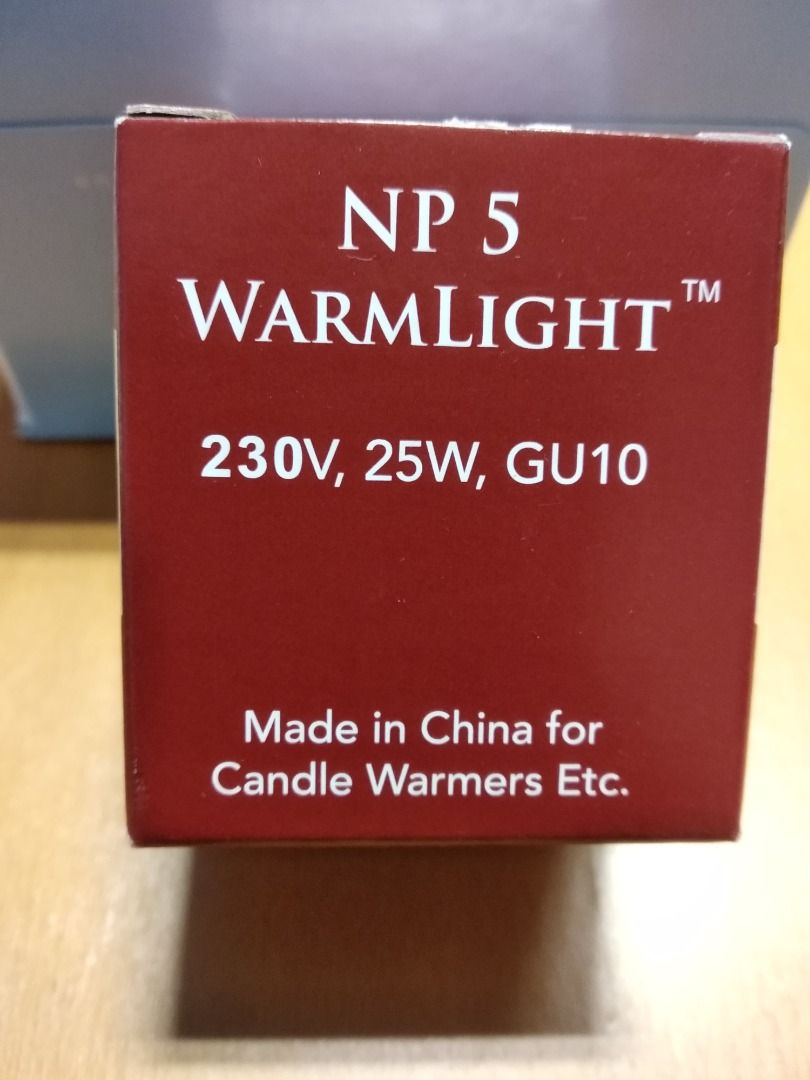 NP 5
WARMLIGHT™
230V, 25W, GU10
Made in China for
Candle Warmers Etc.